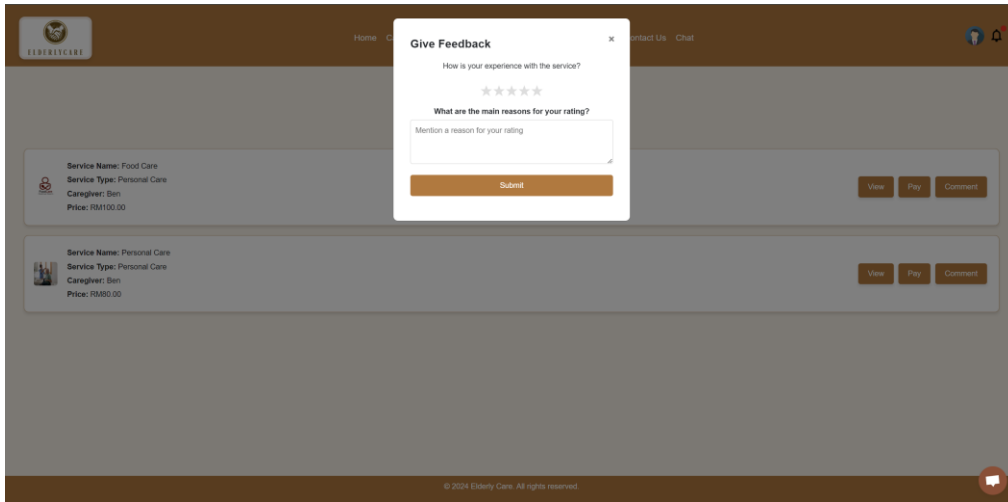 ELDERLYCARE
Home
ontact Us Chat
Give Feedback
×
How is your experience with the service?
What are the main reasons for your rating?
Mention a reason for your rating
Submit
Service Name: Food Care
Service Type: Personal Care
Caregiver: Ben
Price: RM100.00
View Pay Comment
Service Name: Personal Care
Service Type: Personal Care
Caregiver: Ben
Price: RM80.00
View Pay Comment
© 2024 Elderly Care. All rights reserved.